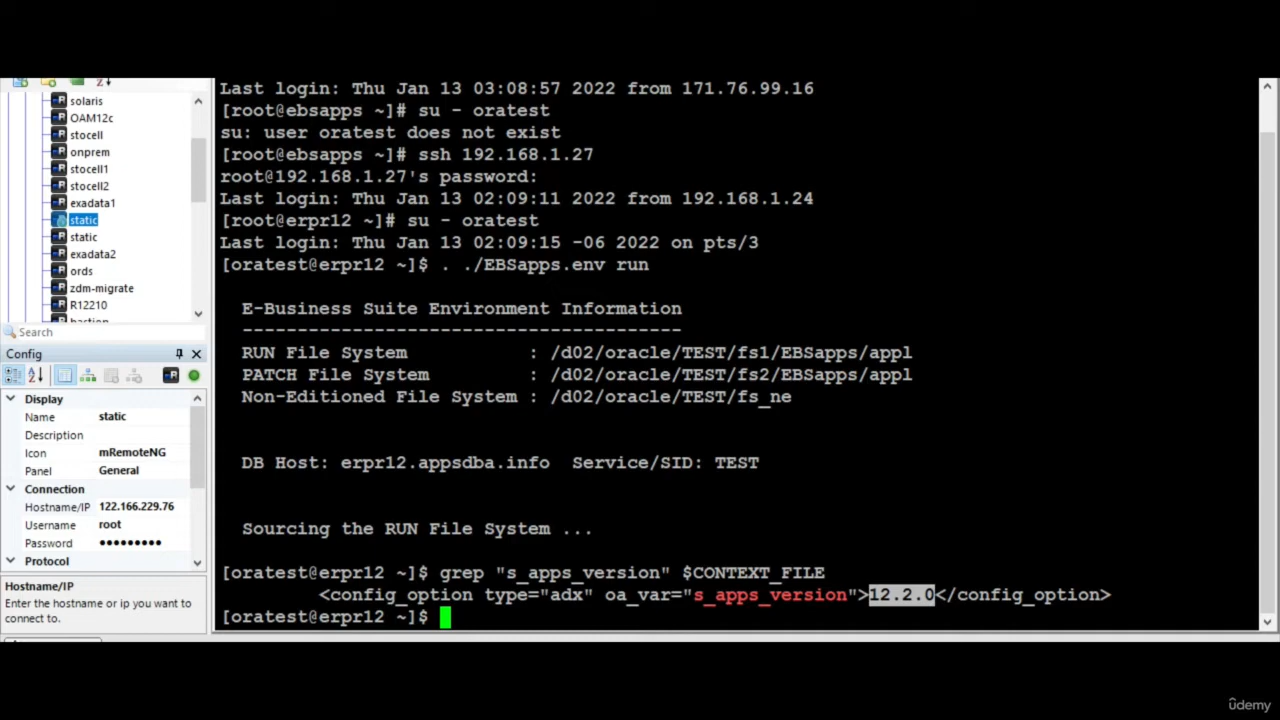 solaris
OAM12c
stocell
onprem
stocell1
stocell2
exadata1
static
static
exadata2
ords
zdm-migrate
R12210
bastion
Search
Config
Display
Name static
Description
Icon mRemoteNG
Panel General
Connection
Hostname/IP 122.166.229.76
Username root
Password ●●●●●●●●●
Protocol
Hostname/IP
Enter the hostname or ip you want to
connect to.
Last login: Thu Jan 13 03:08:57 2022 from 171.76.99.16
[root@ebsapps ~]# su - oratest
su: user oratest does not exist
[root@ebsapps ~]# ssh 192.168.1.27
root@192.168.1.27's password:
Last login: Thu Jan 13 02:09:11 2022 from 192.168.1.24
[root@erpr12 ~]# su - oratest
Last login: Thu Jan 13 02:09:15 -06 2022 on pts/3
[oratest@erpr12 ~]$ . ./EBSapps.env run
E-Business Suite Environment Information
----------------------------------------
RUN File System : /d02/oracle/TEST/fs1/EBSapps/appl
PATCH File System : /d02/oracle/TEST/fs2/EBSapps/appl
Non-Editioned File System : /d02/oracle/TEST/fs_ne
DB Host: erpr12.appsdba.info Service/SID: TEST
Sourcing the RUN File System ...
[oratest@erpr12 ~]$ grep "s_apps_version" $CONTEXT_FILE
<config_option type="adx" oa_var="s_apps_version">12.2.0</config_option>
[oratest@erpr12 ~]$
ûdemy